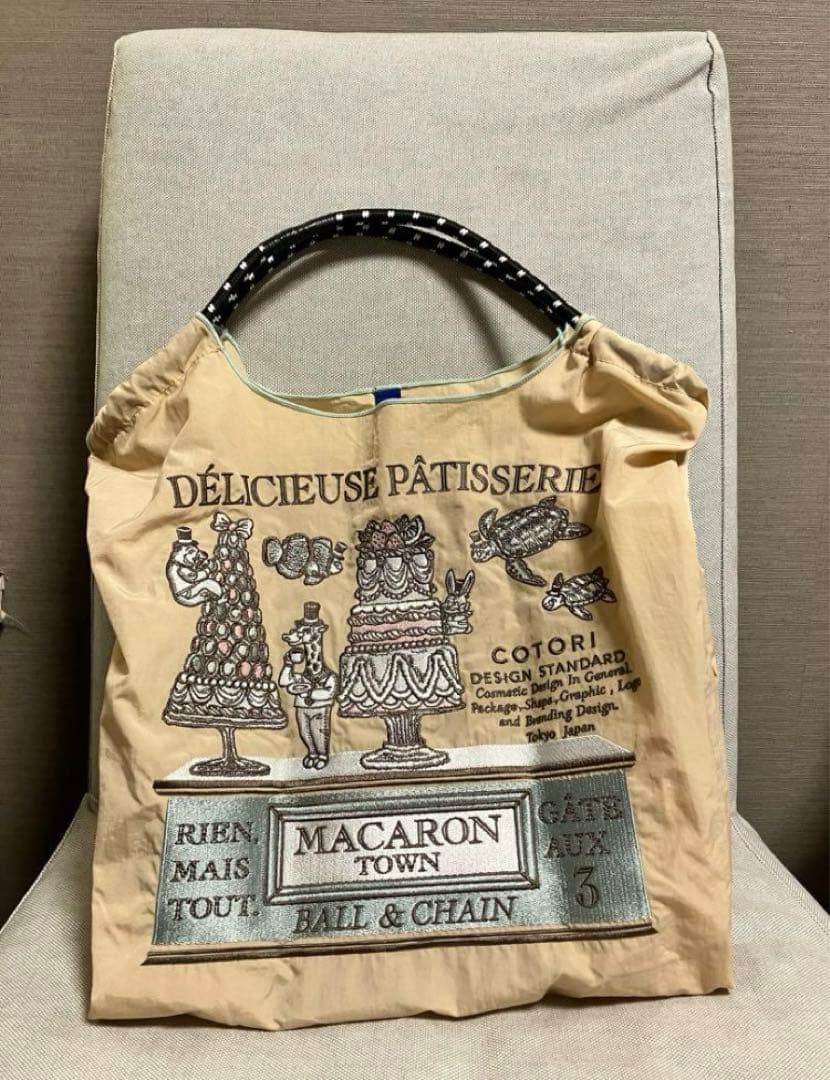 DÉLICIEUSE PÂTISSERIE
COTORI
DESIGN STANDARD
Cosmetic Design In General.
Package, Shape, Graphic, Logo
and Branding Design.
Tokyo Japan
RIEN,
MAIS
TOUT.
MACARON
TOWN
BALL & CHAIN
GÂTE
AUX
3